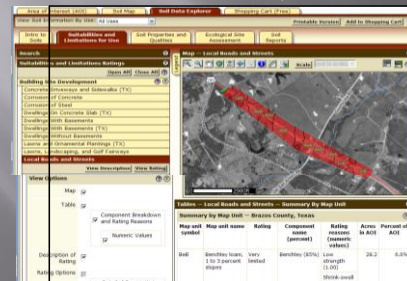 Area of Interest (AOI) Soil Map Soil Data Explorer Shopping Cart (Free)
View Soil Information By Use: All Uses Printable Version Add to Shopping Cart
Intro to Soils Suitabilities and Limitations for Use Soil Properties and Qualities Ecological Site Assessment Soil Reports
Search
Suitabilities and Limitations Ratings
Open All Close All
Building Site Development
Concrete Driveways and Sidewalks (TX)
Corrosion of Concrete
Corrosion of Steel
Dwellings On Concrete Slab (TX)
Dwellings With Basements
Dwellings With Basements (TX)
Dwellings Without Basements
Lawns and Ornamental Plantings (TX)
Lawns, Landscaping, and Golf Fairways
Local Roads and Streets
View Description View Rating
View Options
Map
Table
Component Breakdown and Rating Reasons
Numeric Values
Description of Rating
Rating Options
Map — Local Roads and Streets
Scale
Tables — Local Roads and Streets — Summary By Map Unit
Summary by Map Unit — Brazos County, Texas
Map unit symbol Map unit name Rating Component name (percent) Rating reasons (numeric values) Acres in AOI Percent of AOI
BeB Benchley loam, 1 to 3 percent slopes Very limited Benchley (85%) Low strength (1.00) 26.2
Shrink-swell